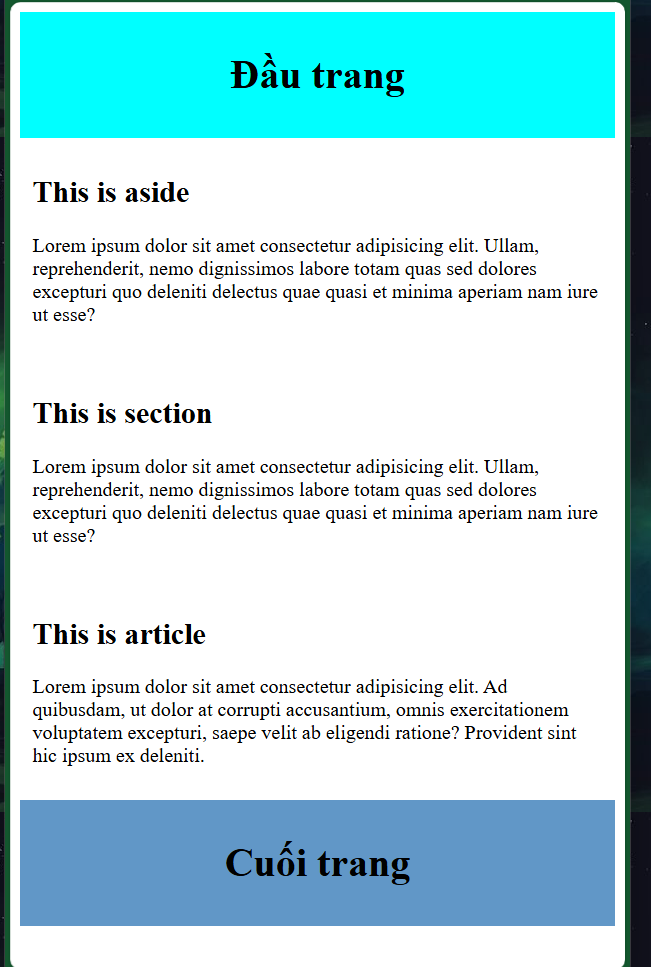 Đầu trang
This is aside
Lorem ipsum dolor sit amet consectetur adipisicing elit. Ullam,
reprehenderit, nemo dignissimos labore totam quas sed dolores
excepturi quo deleniti delectus quae quasi et minima aperiam nam iure
ut esse?
This is section
Lorem ipsum dolor sit amet consectetur adipisicing elit. Ullam,
reprehenderit, nemo dignissimos labore totam quas sed dolores
excepturi quo deleniti delectus quae quasi et minima aperiam nam iure
ut esse?
This is article
Lorem ipsum dolor sit amet consectetur adipisicing elit. Ad
quibusdam, ut dolor at corrupti accusantium, omnis exercitationem
voluptatem excepturi, saepe velit ab eligendi ratione? Provident sint
hic ipsum ex deleniti.
Cuối trang